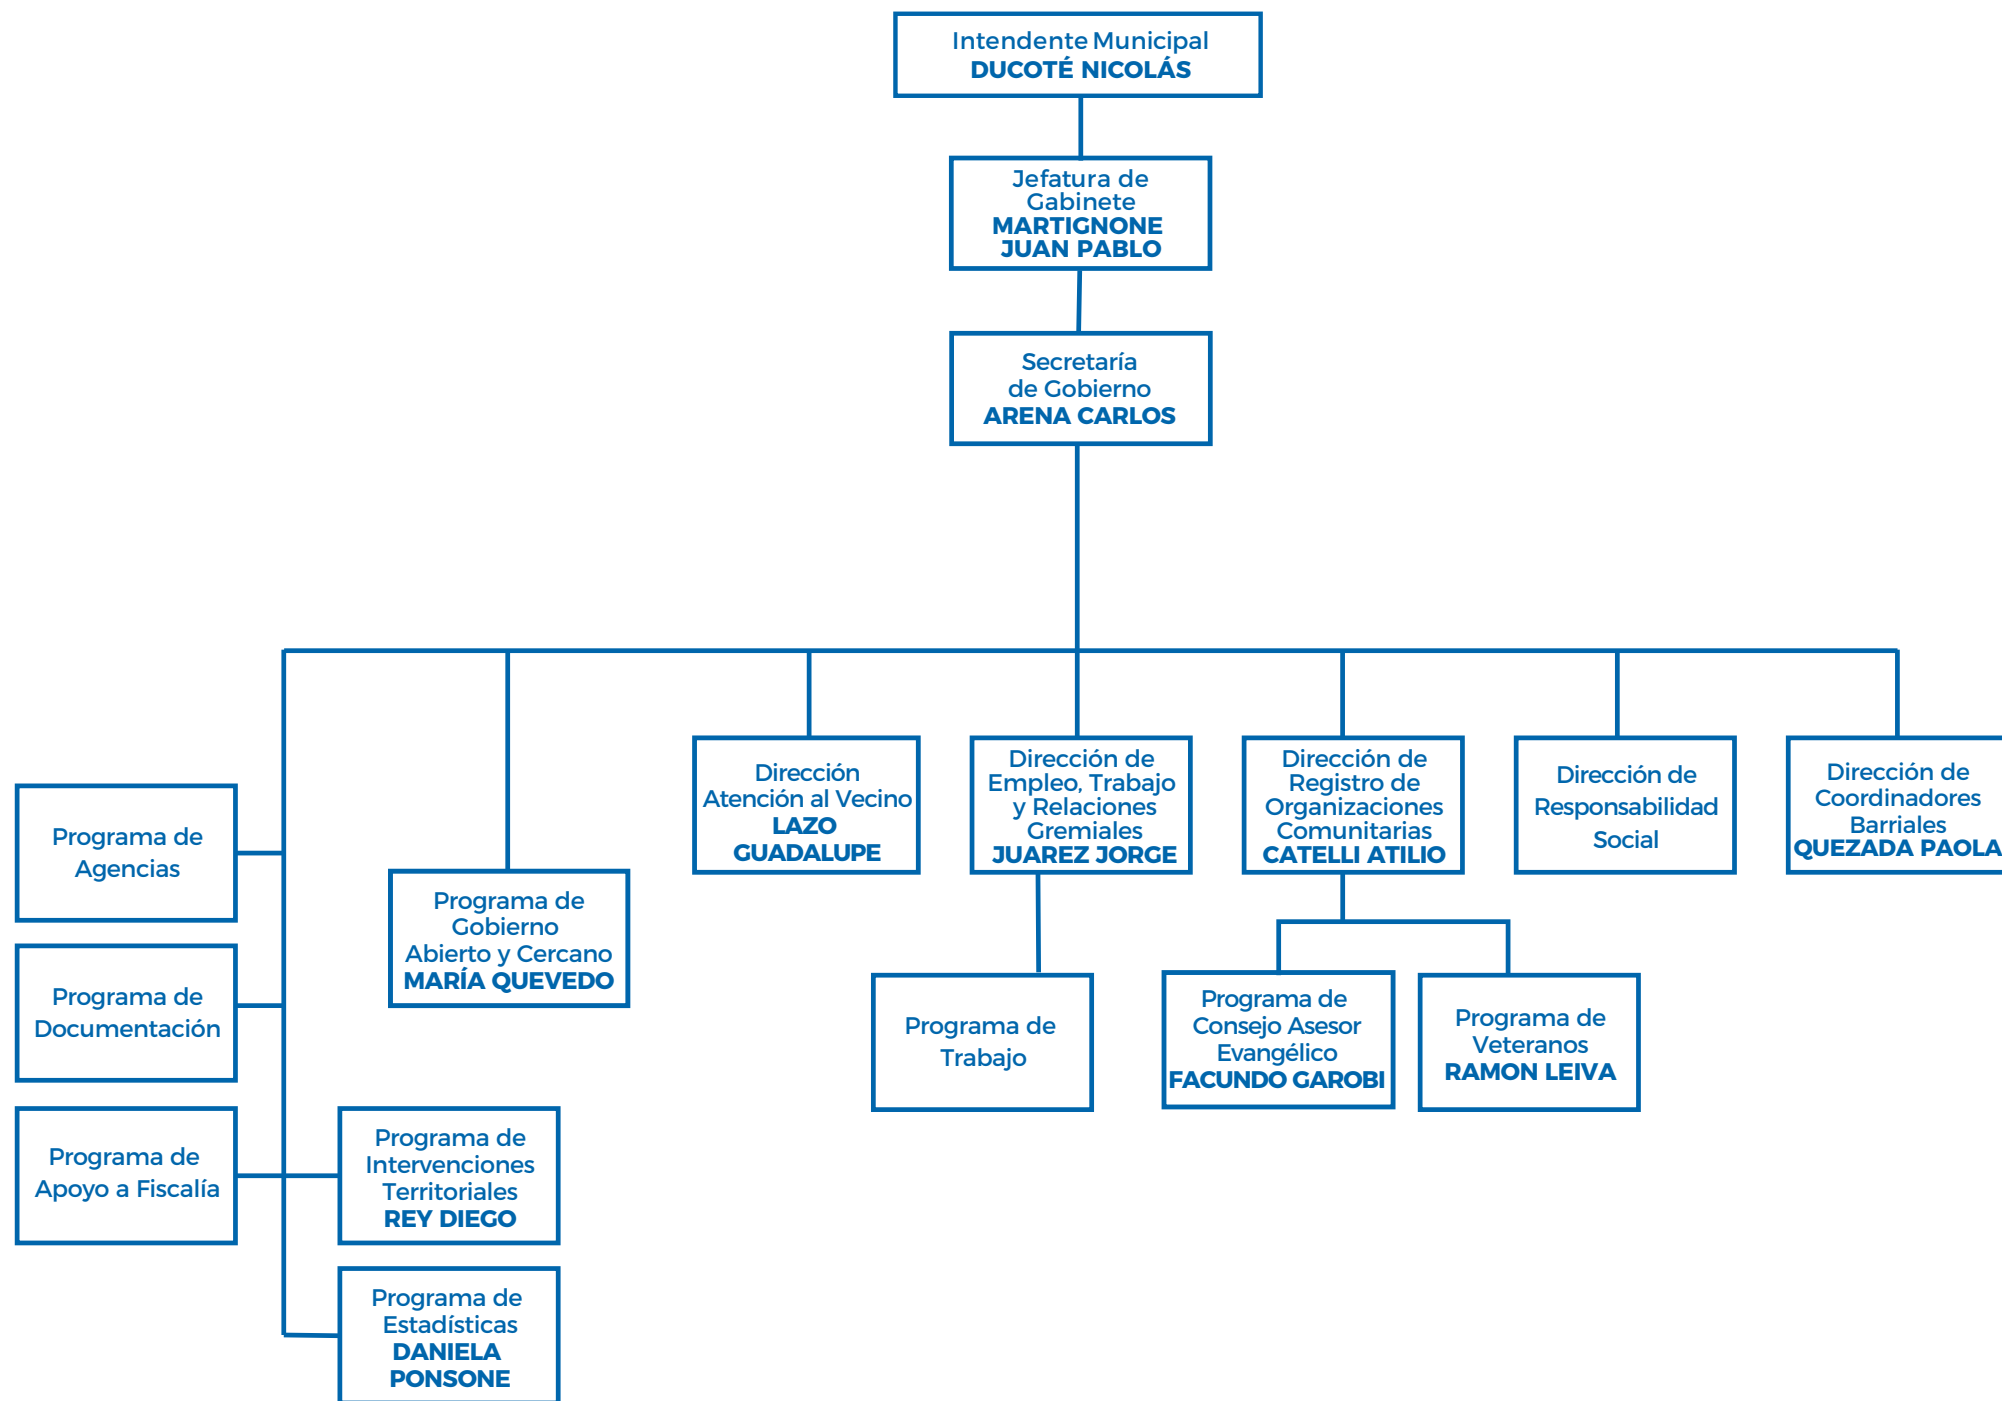 Intendente Municipal
DUCOTÉ NICOLÁS
Jefatura de
Gabinete
MARTIGNONE
JUAN PABLO
Secretaría
de Gobierno
ARENA CARLOS
Programa de
Agencias
Programa de
Documentación
Programa de
Apoyo a Fiscalía
Programa de
Intervenciones
Territoriales
REY DIEGO
Programa de
Estadísticas
DANIELA
PONSONE
Programa de
Gobierno
Abierto y Cercano
MARÍA QUEVEDO
Dirección
Atención al Vecino
LAZO
GUADALUPE
Dirección de
Empleo, Trabajo
y Relaciones
Gremiales
JUAREZ JORGE
Programa de
Trabajo
Dirección de
Registro de
Organizaciones
Comunitarias
CATELLI ATILIO
Programa de
Consejo Asesor
Evangélico
FACUNDO GAROBI
Programa de
Veteranos
RAMON LEIVA
Dirección de
Responsabilidad
Social
Dirección de
Coordinadores
Barriales
QUEZADA PAOLA